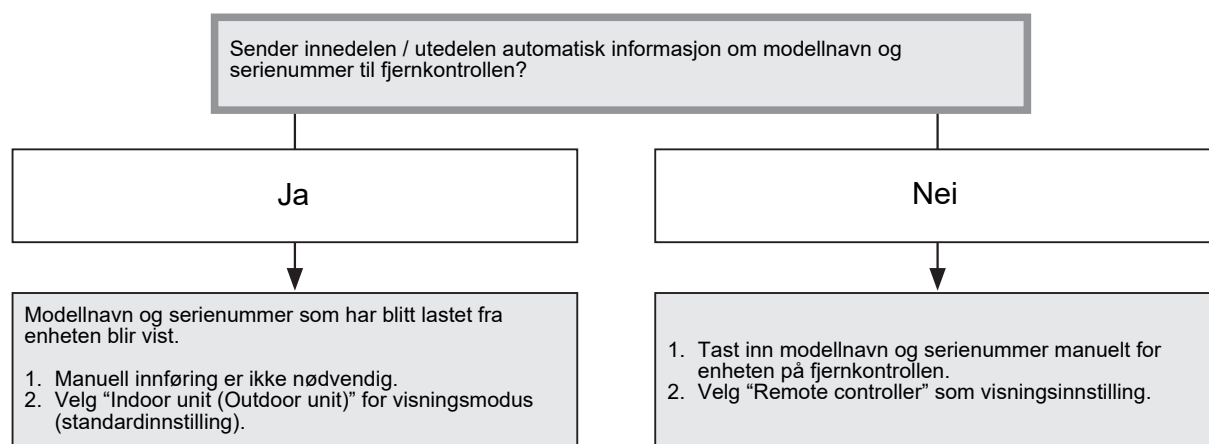 Sender innedelen / utedelen automatisk informasjon om modellnavn og
serienummer til fjernkontrollen?
Ja
Nei
Modellnavn og serienummer som har blitt lastet fra
enheten blir vist.
1. Manuell innføring er ikke nødvendig.
2. Velg “Indoor unit (Outdoor unit)” for visningsmodus
(standardinnstilling).
1. Tast inn modellnavn og serienummer manuelt for
enheten på fjernkontrollen.
2. Velg “Remote controller” som visningsinnstilling.